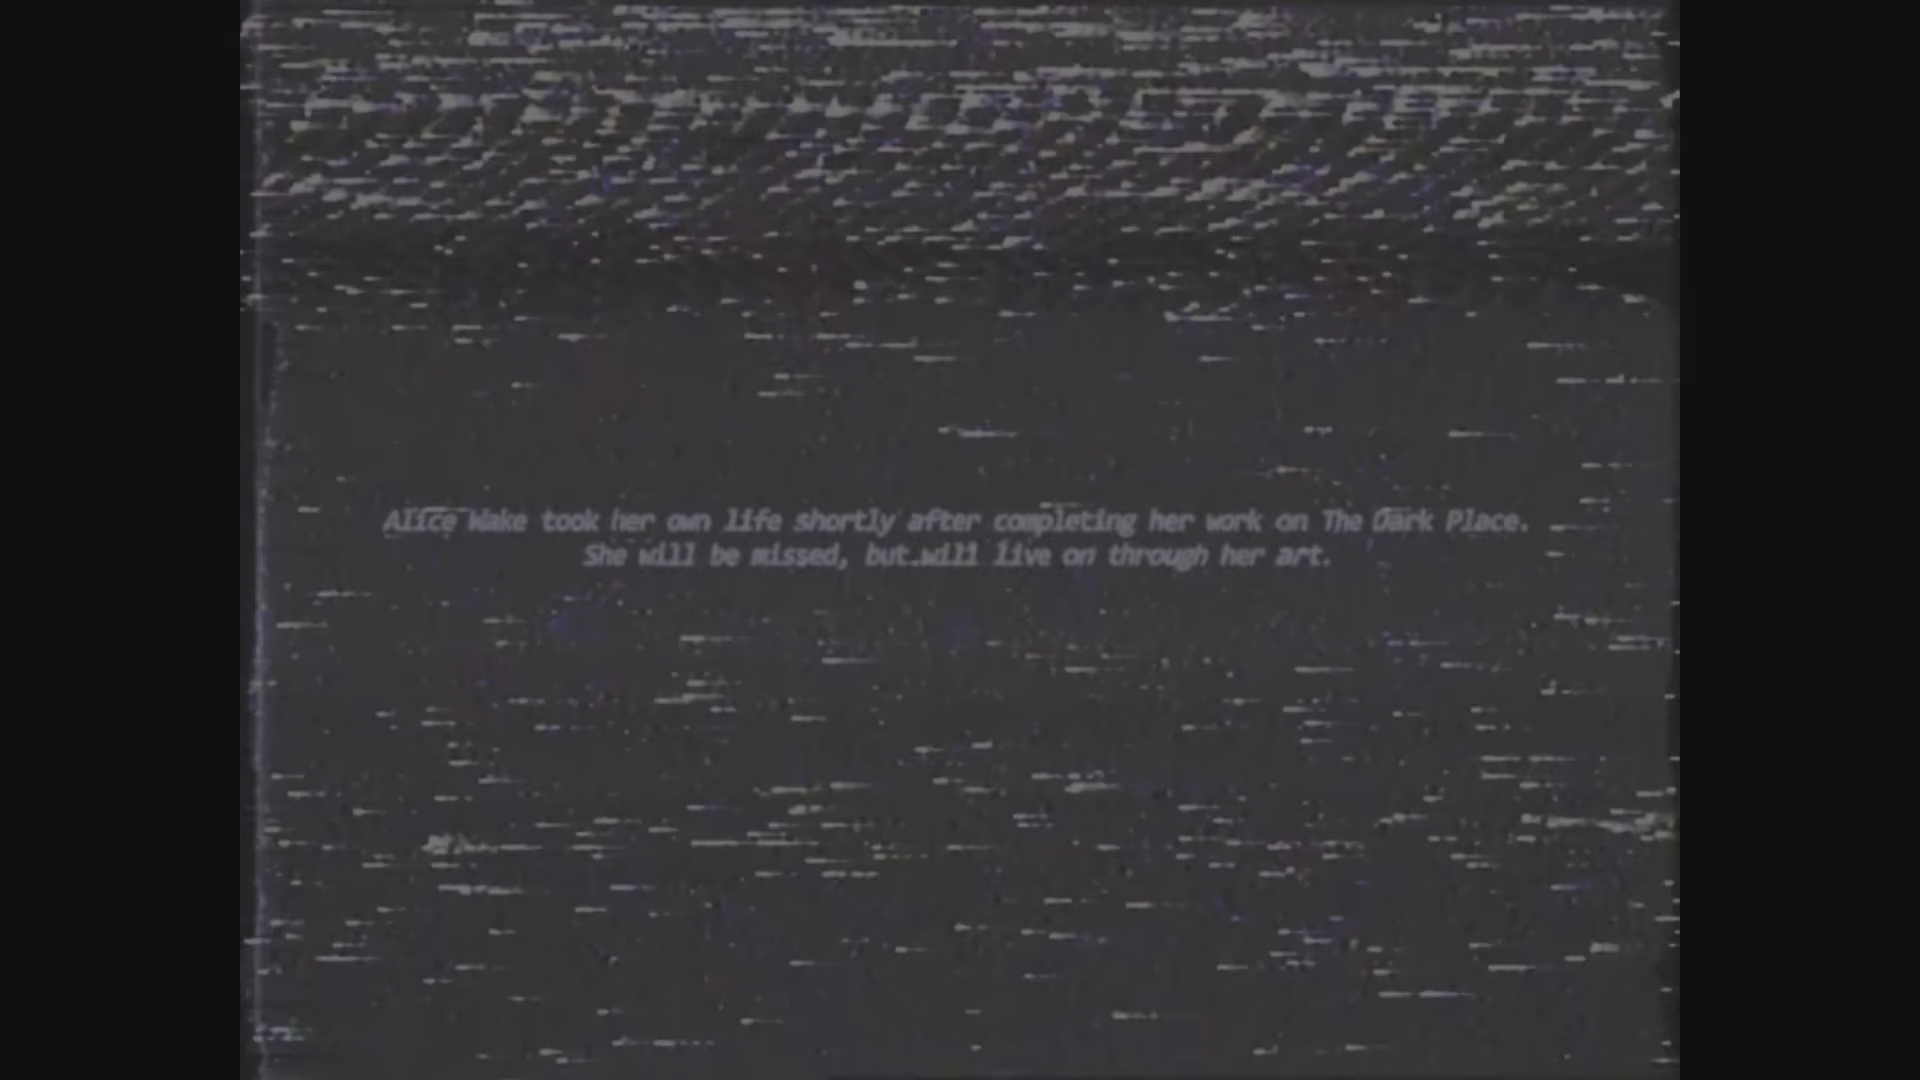 Alice Wake took her own life shortly after completing her work on The Dark Place.
She will be missed, but will live on through her art.